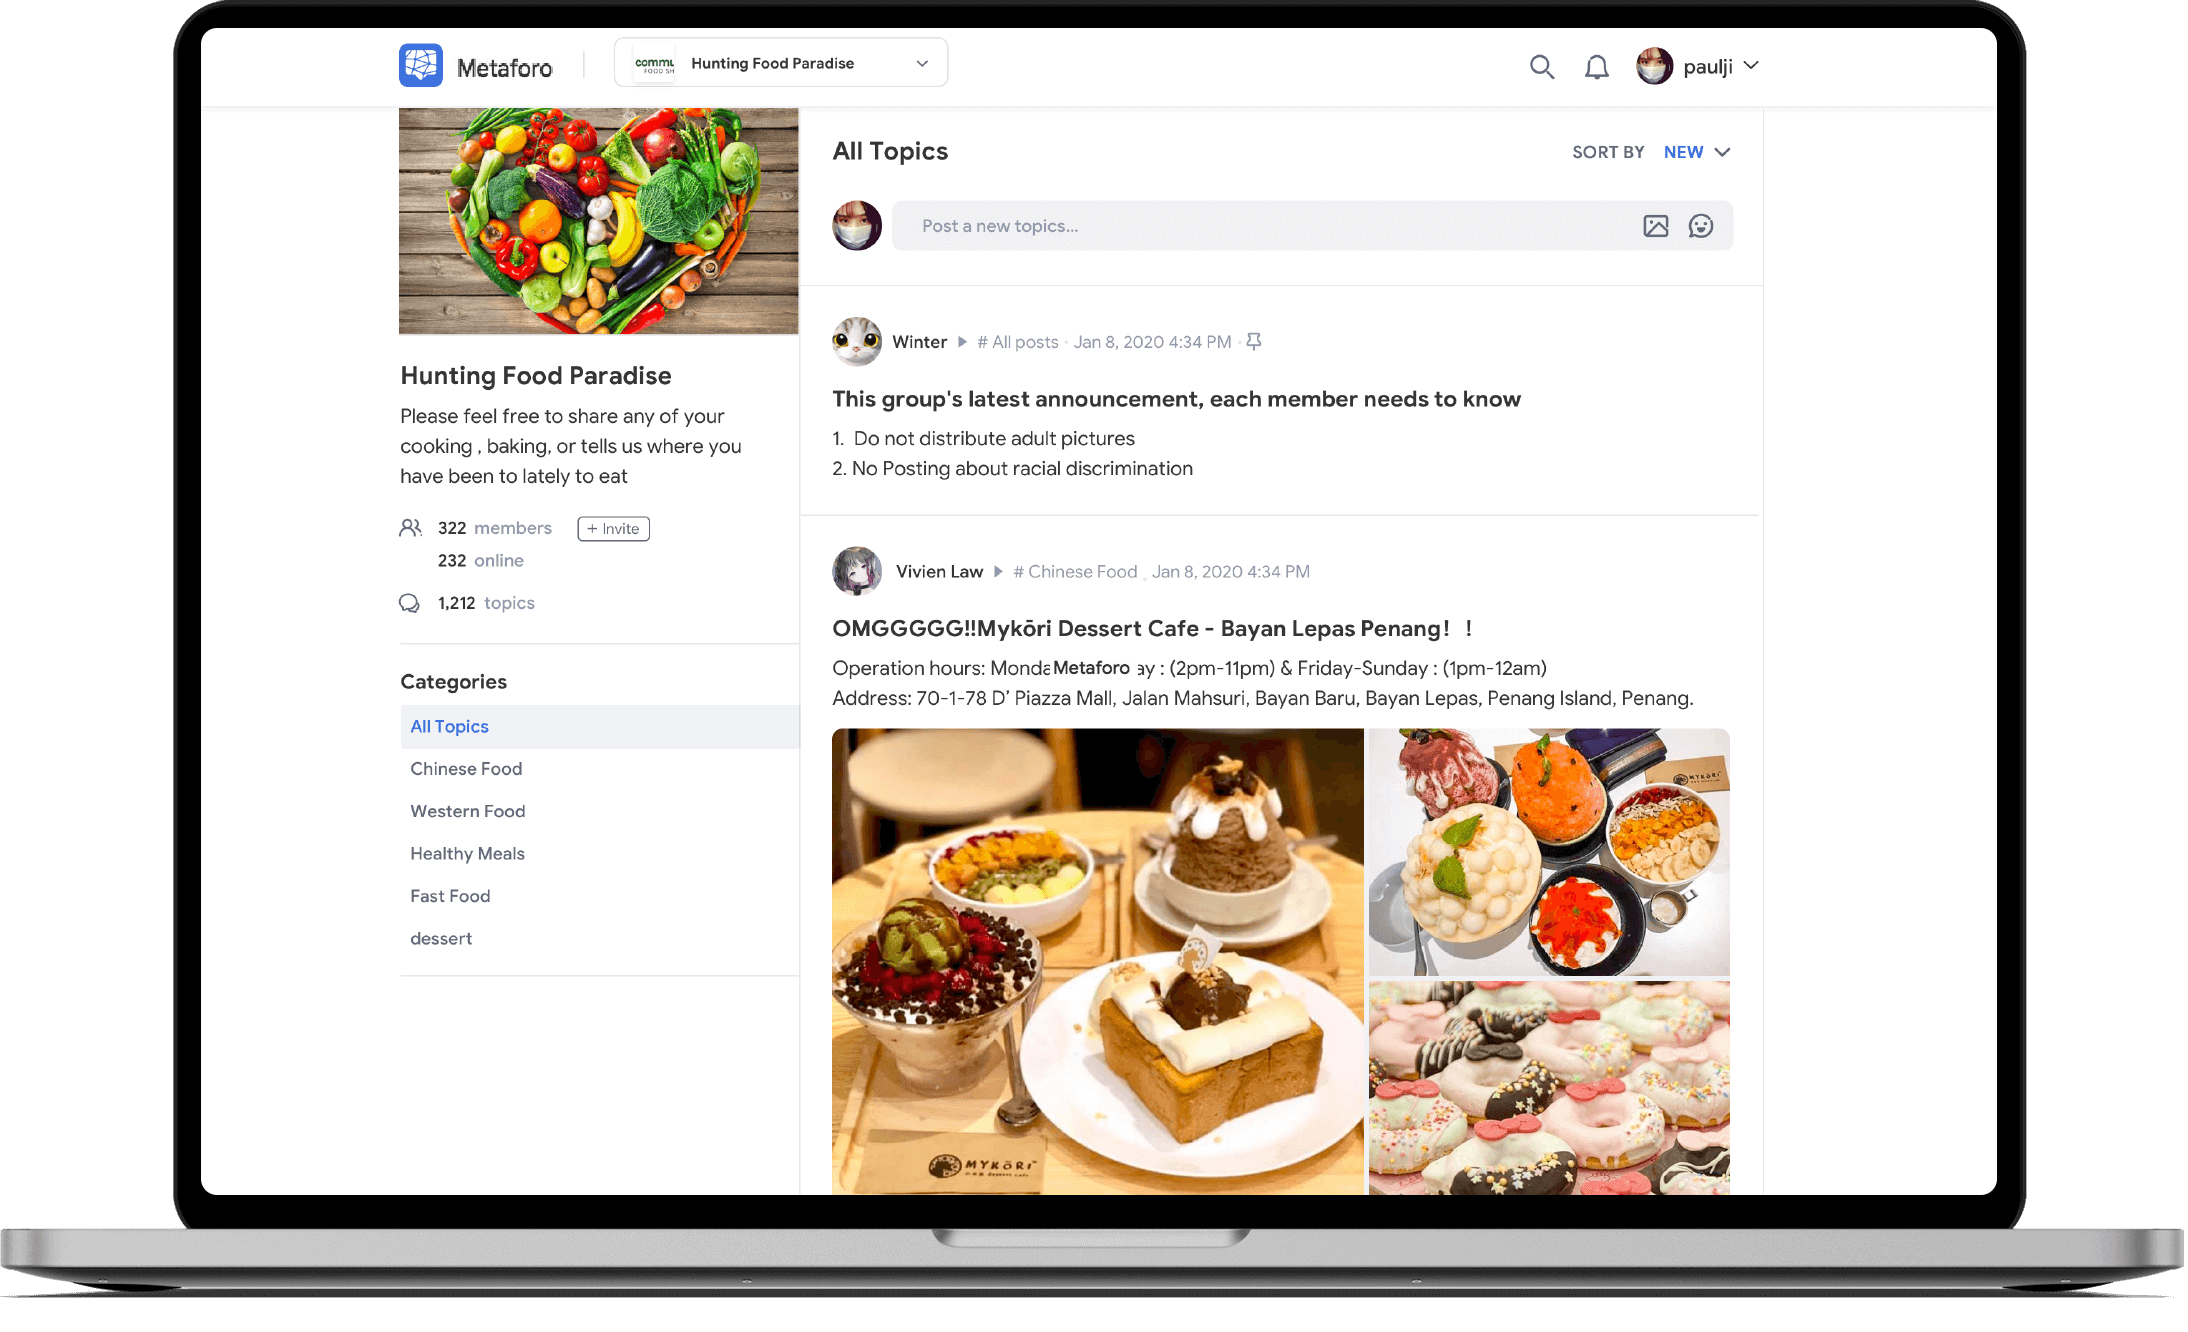 Metaforo
commu
FOOD SH
Hunting Food Paradise
paulji
Hunting Food Paradise
Please feel free to share any of your
cooking , baking, or tells us where you
have been to lately to eat
322 members
+ Invite
232 online
1,212 topics
Categories
All Topics
Chinese Food
Western Food
Healthy Meals
Fast Food
dessert
All Topics
SORT BY NEW
Post a new topics...
Winter # All posts · Jan 8, 2020 4:34 PM ·
This group's latest announcement, each member needs to know
1. Do not distribute adult pictures
2. No Posting about racial discrimination
Vivien Law # Chinese Food . Jan 8, 2020 4:34 PM
OMGGGGG!!Mykōri Dessert Cafe - Bayan Lepas Penang！！
Operation hours: Monda Metaforo ay : (2pm-11pm) & Friday-Sunday : (1pm-12am)
Address: 70-1-78 D’ Piazza Mall, Jalan Mahsuri, Bayan Baru, Bayan Lepas, Penang Island, Penang.
MYKŌRI
MYKŌRI
dessert cafe